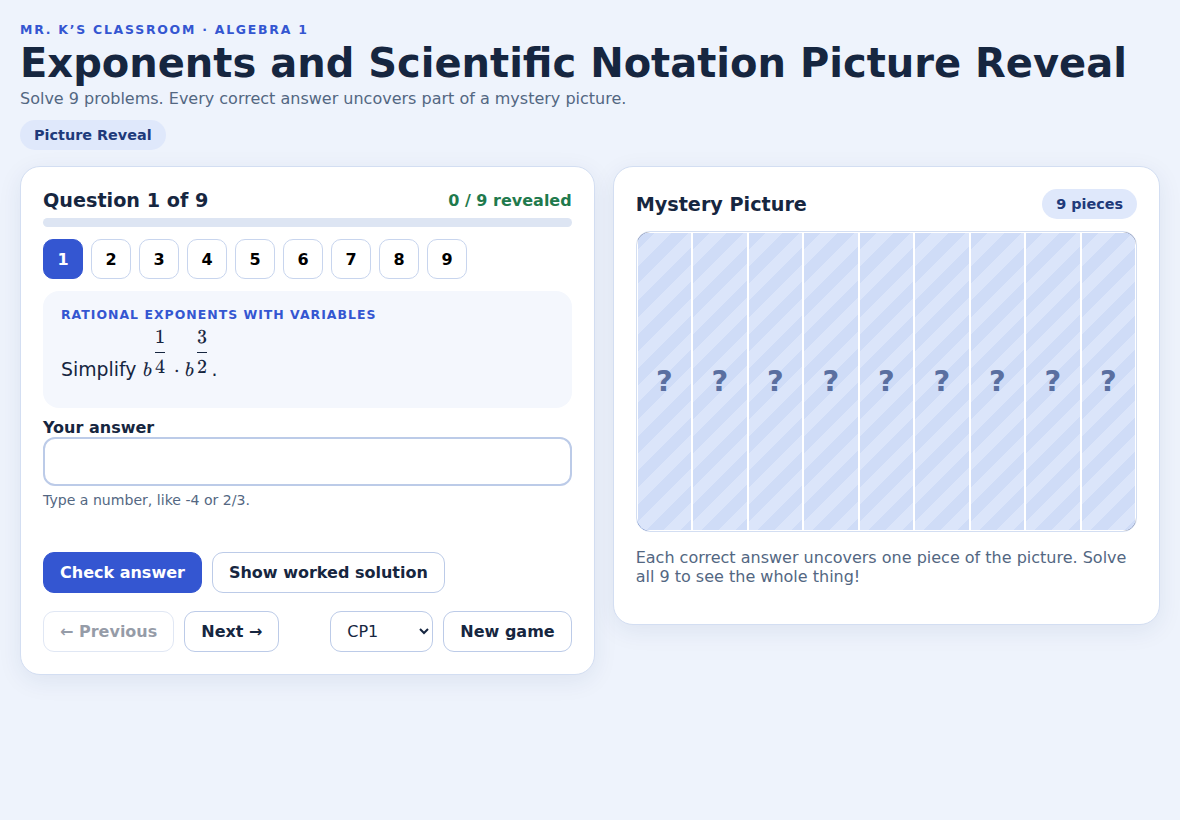 MR. K’S CLASSROOM · ALGEBRA 1
Exponents and Scientific Notation Picture Reveal
Solve 9 problems. Every correct answer uncovers part of a mystery picture.
Picture Reveal
Question 1 of 9
0 / 9 revealed
1 2 3 4 5 6 7 8 9
RATIONAL EXPONENTS WITH VARIABLES
Simplify b^(1/4) · b^(3/2).
Your answer
Type a number, like -4 or 2/3.
Check answer
Show worked solution
← Previous
Next →
CP1
New game
Mystery Picture
9 pieces
? ? ? ? ? ? ? ? ?
Each correct answer uncovers one piece of the picture. Solve
all 9 to see the whole thing!